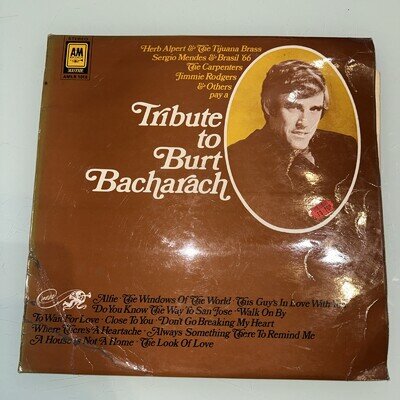 STEREO
A&M
RECORDS
Herb Alpert & The Tijuana Brass
Sergio Mendes & Brasil '66
The Carpenters
Jimmie Rodgers
& Others
pay a
Tribute
to
Burt
Bacharach
Alfie · The Windows Of The World · This Guy's In Love With
Do You Know The Way To San Jose · Walk On By
To Wait For Love · Close To You · Don't Go Breaking My Heart
Where There's A Heartache · Always Something There To Remind Me
A House is Not A Home · The Look Of Love